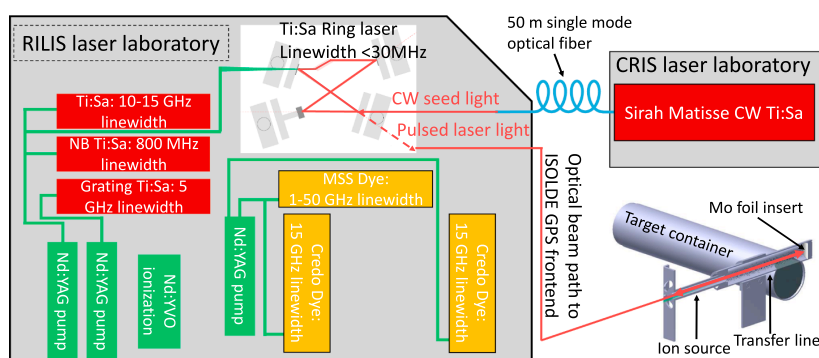 RILIS laser laboratory
Ti:Sa Ring laser
Linewidth <30MHz
50 m single mode
optical fiber
CRIS laser laboratory
Sirah Matisse CW Ti:Sa
CW seed light
Pulsed laser light
Ti:Sa: 10-15 GHz
linewidth
NB Ti:Sa: 800 MHz
linewidth
Grating Ti:Sa: 5
GHz linewidth
MSS Dye:
1-50 GHz linewidth
Nd:YAG pump
Nd:YAG pump
Nd:YVO
ionization
Nd:YAG pump
Credo Dye:
15 GHz linewidth
Credo Dye:
15 GHz linewidth
Optical beam path to
ISOLDE GPS frontend
Mo foil insert
Target container
Ion source
Transfer line